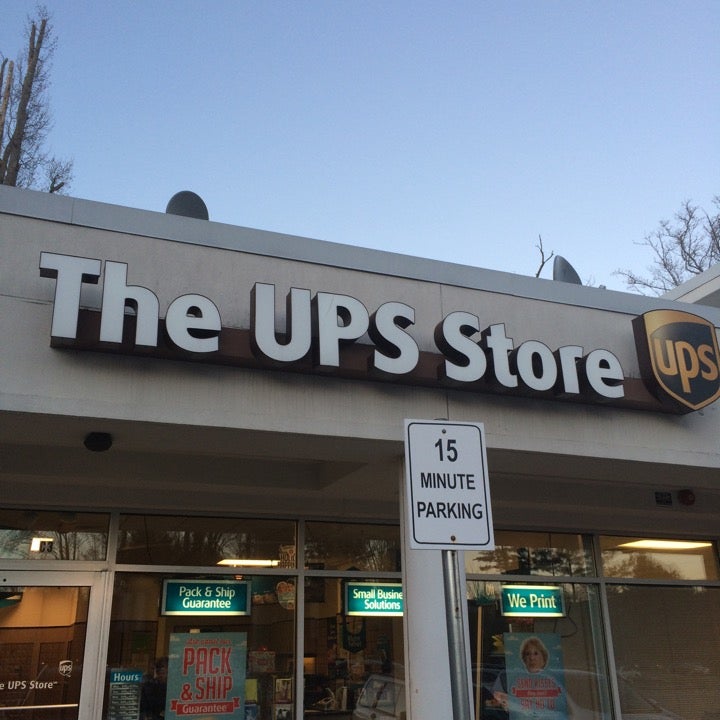 The UPS Store
ups
15
MINUTE
PARKING
Pack & Ship
Guarantee
Small Busine
Solutions
We Print
PACK
& SHIP
Guarantee
ups
e UPS Store
Hours